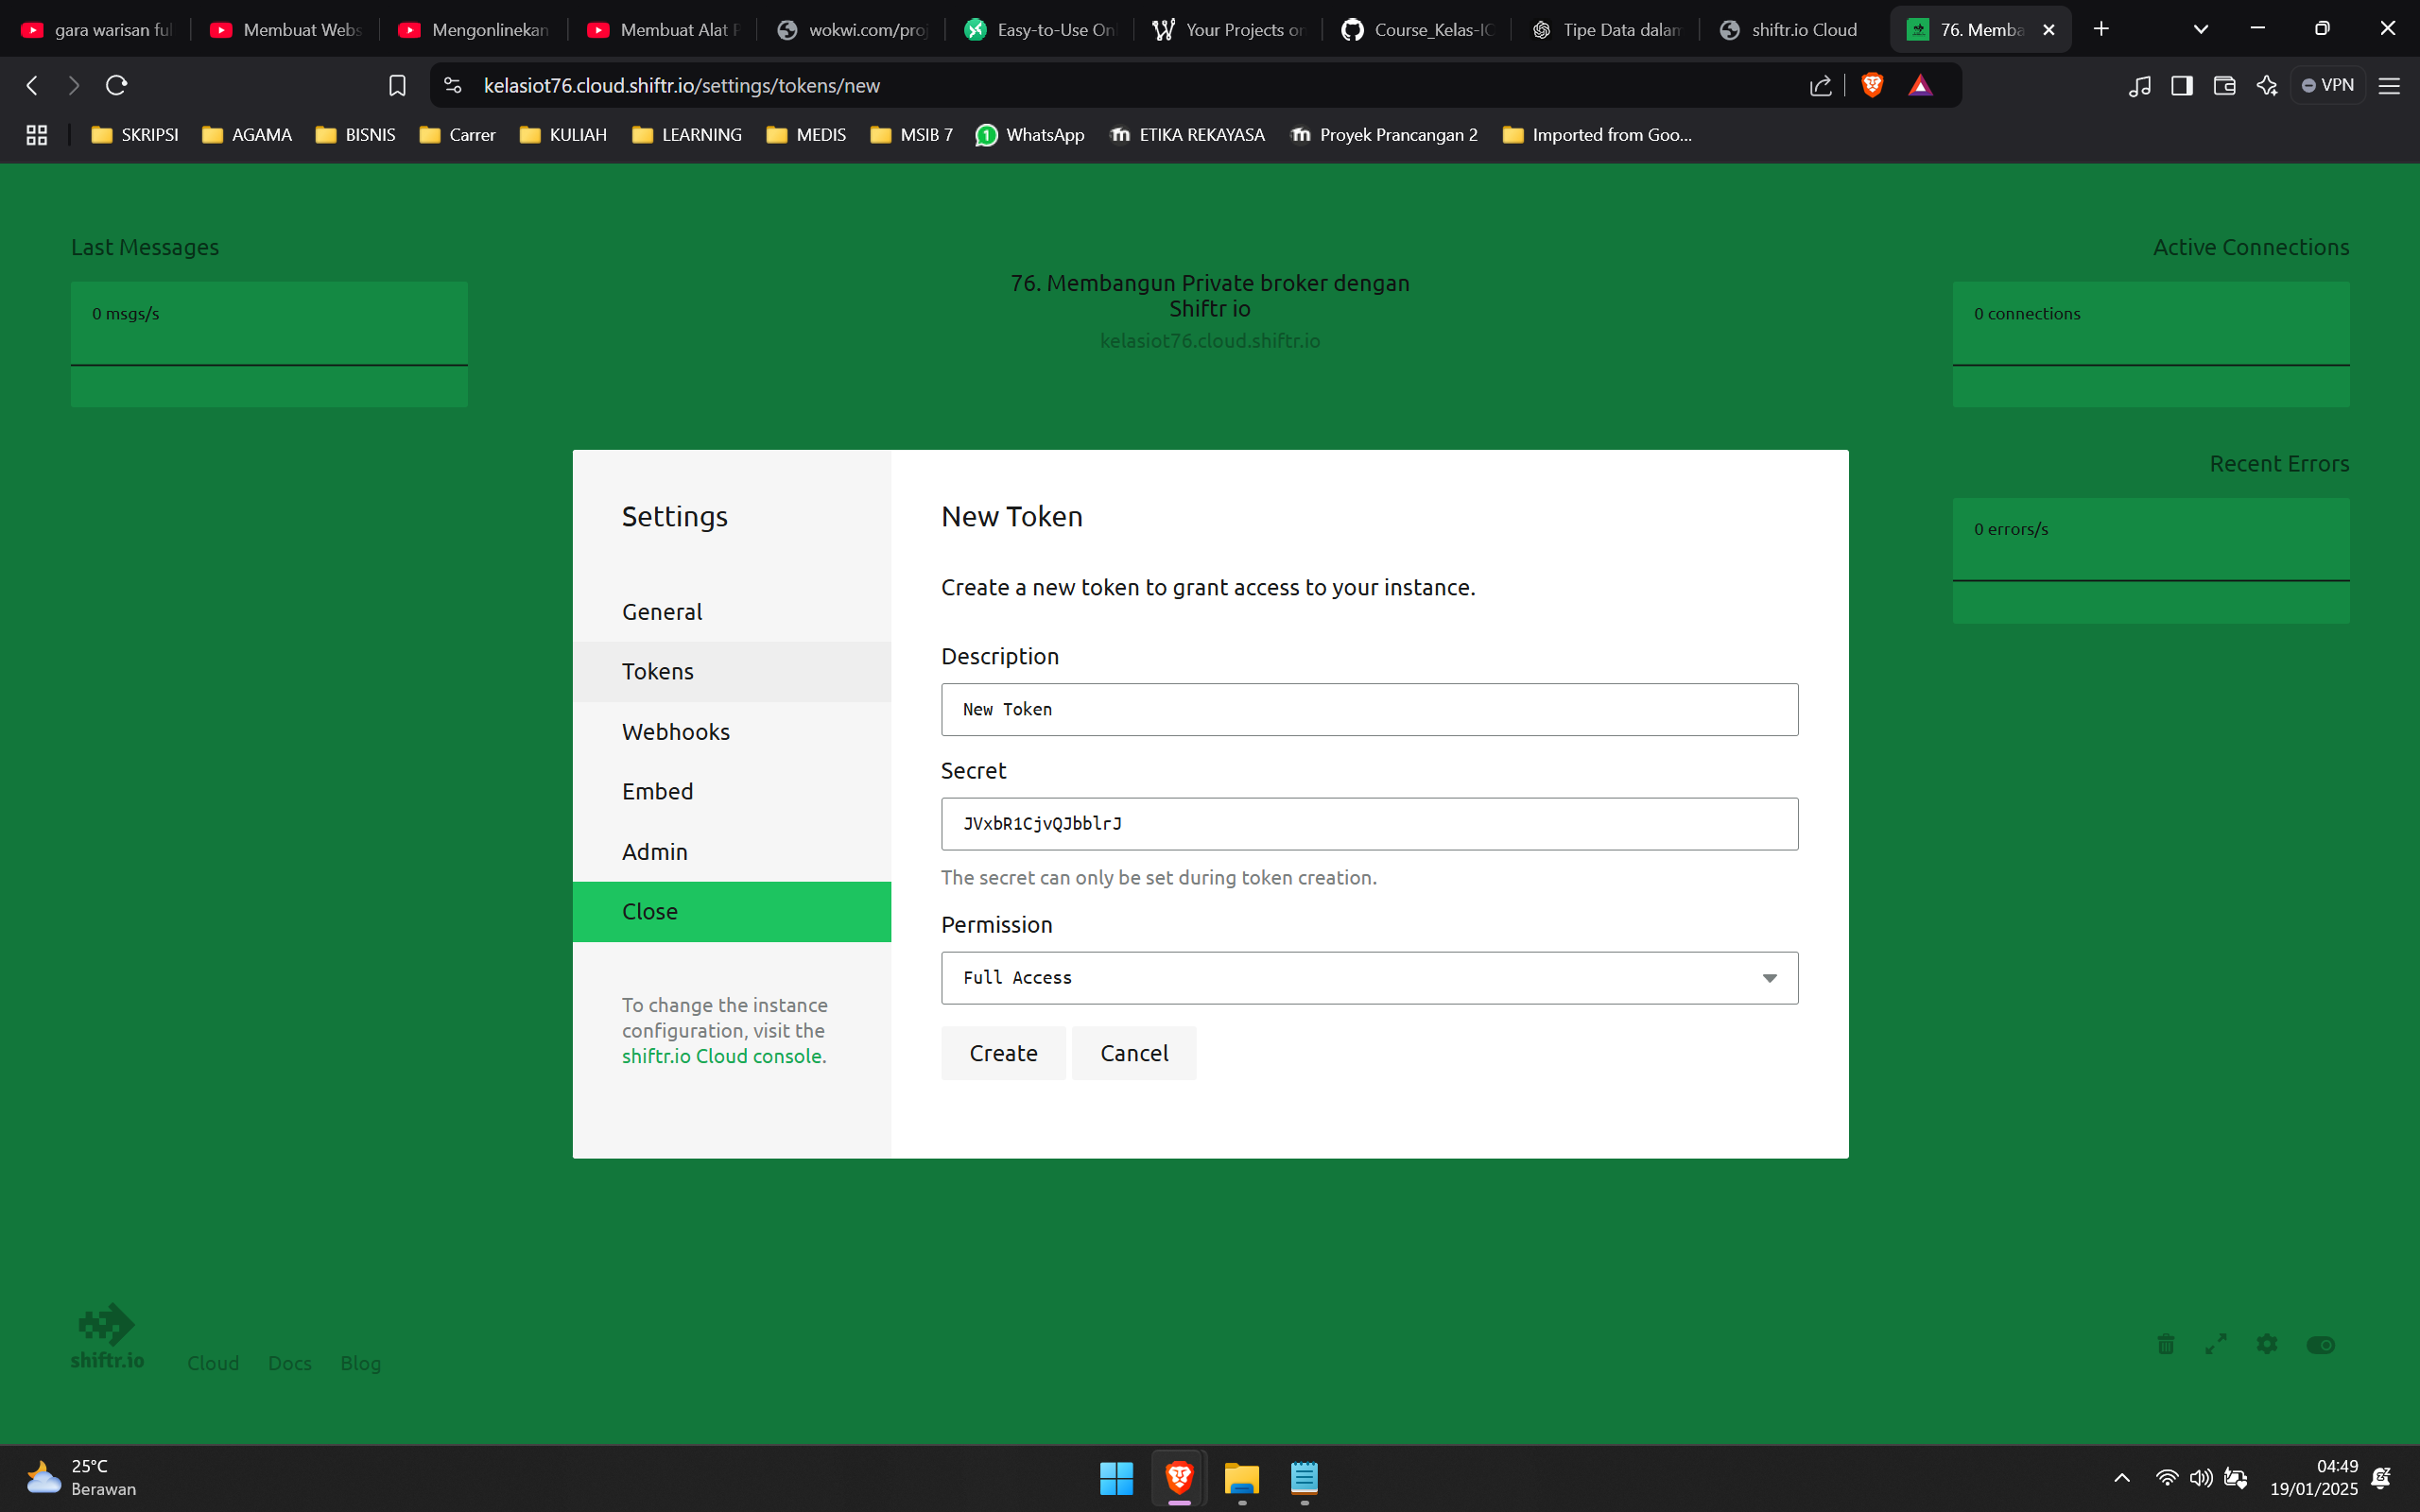 gara warisan ful
Membuat Webs
Mengonlinekan
Membuat Alat P
wokwi.com/proj
Easy-to-Use Onl
Your Projects on
Course_Kelas-IO
Tipe Data dalam
shiftr.io Cloud
76. Memba
kelasiot76.cloud.shiftr.io/settings/tokens/new
VPN
SKRIPSI
AGAMA
BISNIS
Carrer
KULIAH
LEARNING
MEDIS
MSIB 7
WhatsApp
ETIKA REKAYASA
Proyek Prancangan 2
Imported from Goo...
Last Messages
0 msgs/s
76. Membangun Private broker dengan
Shiftr io
kelasiot76.cloud.shiftr.io
Active Connections
0 connections
Recent Errors
0 errors/s
Settings
General
Tokens
Webhooks
Embed
Admin
Close
To change the instance
configuration, visit the
shiftr.io Cloud console.
New Token
Create a new token to grant access to your instance.
Description
New Token
Secret
JVxbR1CjvQJbblrJ
The secret can only be set during token creation.
Permission
Full Access
Create
Cancel
shiftr.io
Cloud
Docs
Blog
25°C
Berawan
04:49
19/01/2025